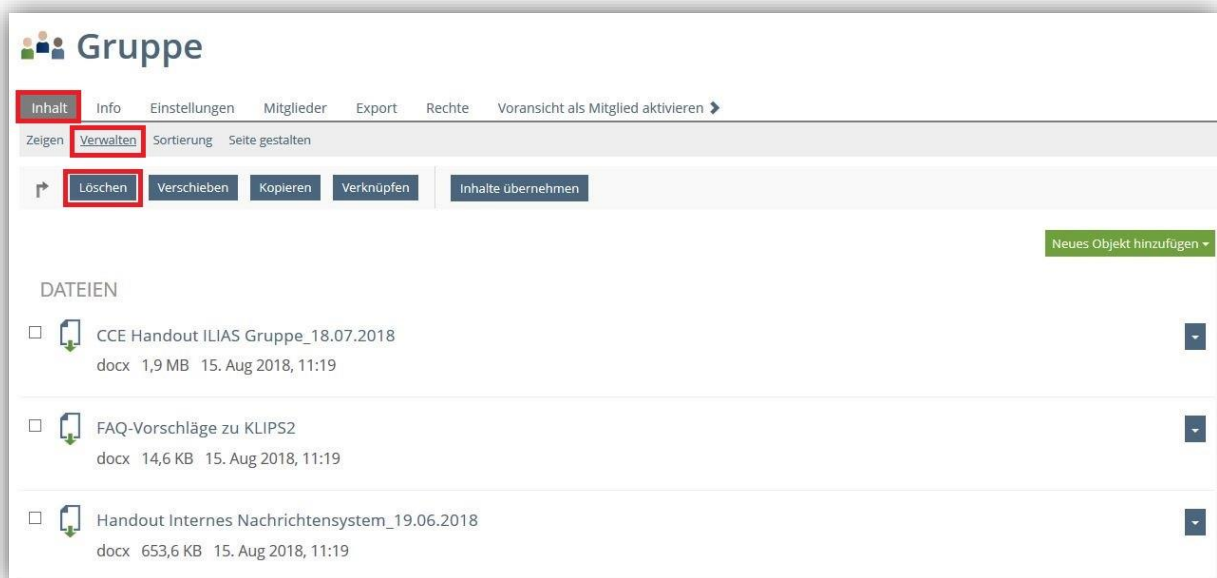 Gruppe
Inhalt Info Einstellungen Mitglieder Export Rechte Voransicht als Mitglied aktivieren
Zeigen Verwalten Sortierung Seite gestalten
Löschen Verschieben Kopieren Verknüpfen Inhalte übernehmen
Neues Objekt hinzufügen
DATEIEN
CCE Handout ILIAS Gruppe_18.07.2018
docx 1,9 MB 15. Aug 2018, 11:19
FAQ-Vorschläge zu KLIPS2
docx 14,6 KB 15. Aug 2018, 11:19
Handout Internes Nachrichtensystem_19.06.2018
docx 653,6 KB 15. Aug 2018, 11:19